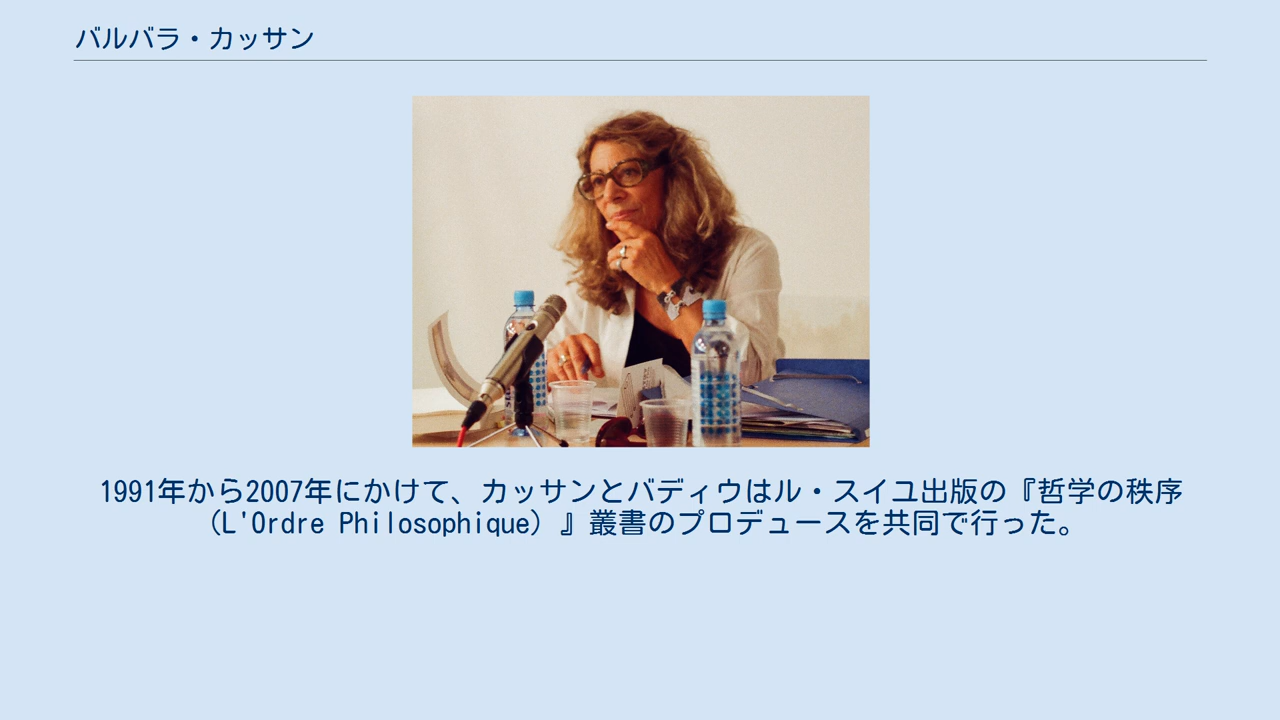 バルバラ・カッサン
1991年から2007年にかけて、カッサンとバディウはル・スイユ出版の『哲学の秩序
（L'Ordre Philosophique）』叢書のプロデュースを共同で行った。